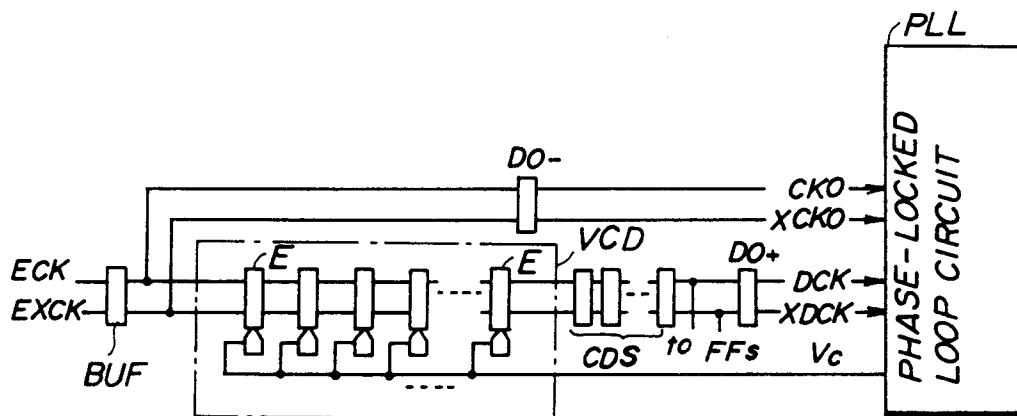 PLL
PHASE-LOCKED
LOOP CIRCUIT
DO-
CKO
XCKO
VCD
DO+
ECK
E
E
DCK
EXCK
XDCK
BUF
CDS
to FFs
Vc